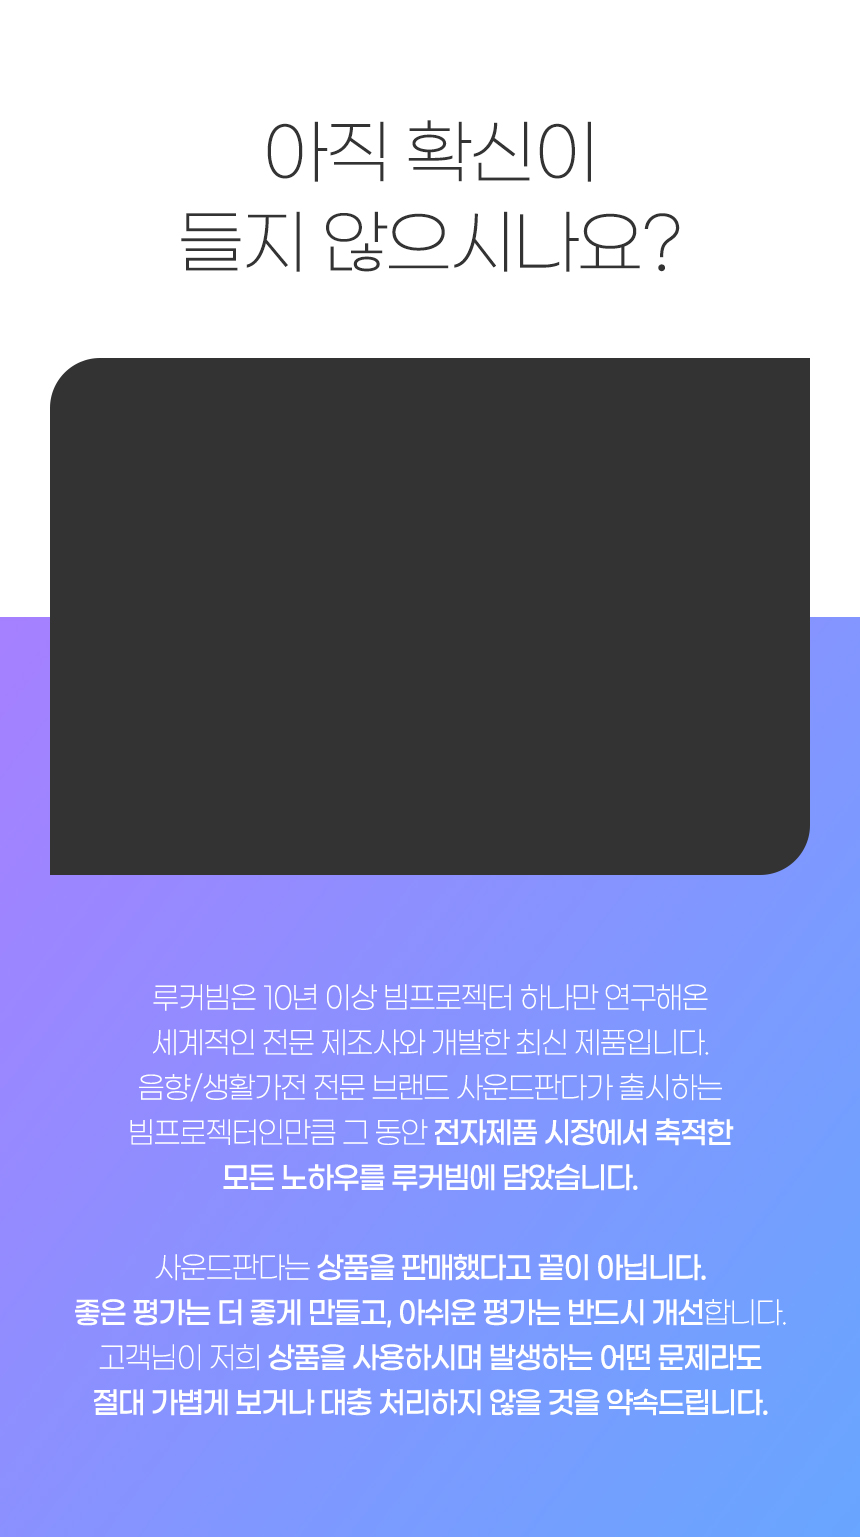 아직 확신이
들지 않으시나요?
루커빔은 10년 이상 빔프로젝터 하나만 연구해온
세계적인 전문 제조사와 개발한 최신 제품입니다.
음향/생활가전 전문 브랜드 사운드판다가 출시하는
빔프로젝터인만큼 그 동안 전자제품 시장에서 축적한
모든 노하우를 루커빔에 담았습니다.
사운드판다는 상품을 판매했다고 끝이 아닙니다.
좋은 평가는 더 좋게 만들고, 아쉬운 평가는 반드시 개선합니다.
고객님이 저희 상품을 사용하시며 발생하는 어떤 문제라도
절대 가볍게 보거나 대충 처리하지 않을 것을 약속드립니다.